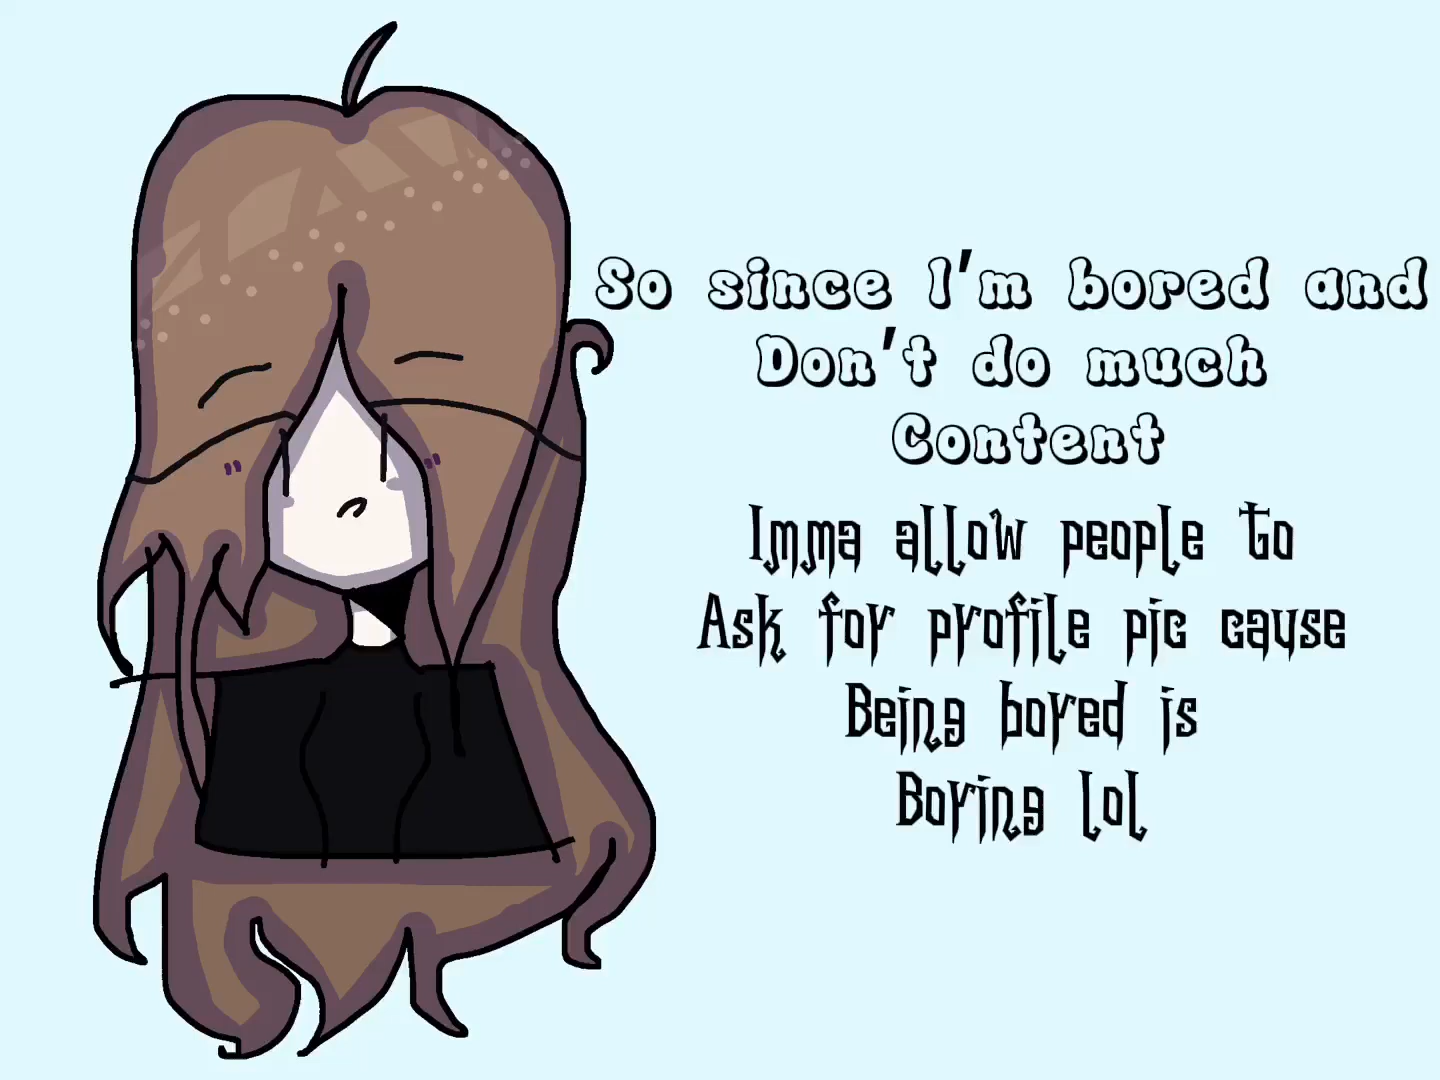 So since I'm bored and
Don't do much
Content
Imma allow people to
Ask for profile pic cause
Being bored is
Boring lol